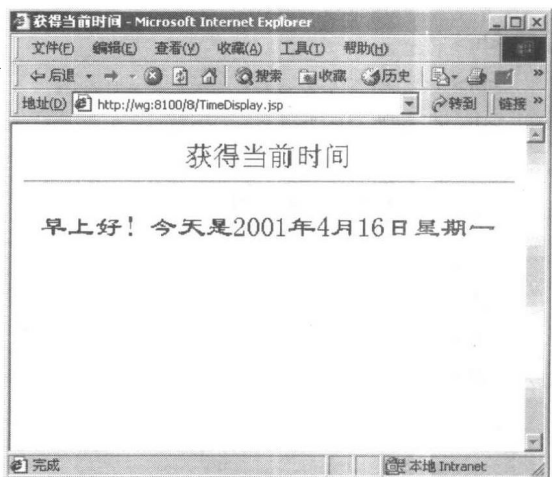 获得当前时间 - Microsoft Internet Explorer
文件(F) 编辑(E) 查看(V) 收藏(A) 工具(T) 帮助(H)
后退 搜索 收藏 历史 »
地址(D) http://wg:8100/8/TimeDisplay.jsp 转到 链接 »
获得当前时间
早上好！今天是2001年4月16日星期一
完成 本地 Intranet